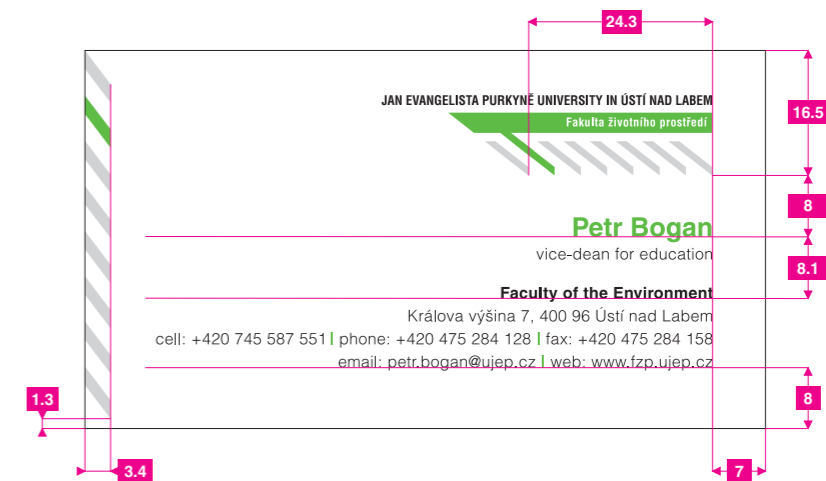 24.3
JAN EVANGELISTA PURKYNĚ UNIVERSITY IN ÚSTÍ NAD LABEM
16.5
Fakulta životního prostředí
8
Petr Bogan
vice-dean for education
8.1
Faculty of the Environment
Králova výšina 7, 400 96 Ústí nad Labem
cell: +420 745 587 551 | phone: +420 475 284 128 | fax: +420 475 284 158
email: petr.bogan@ujep.cz | web: www.fzp.ujep.cz
1.3
8
3.4
7